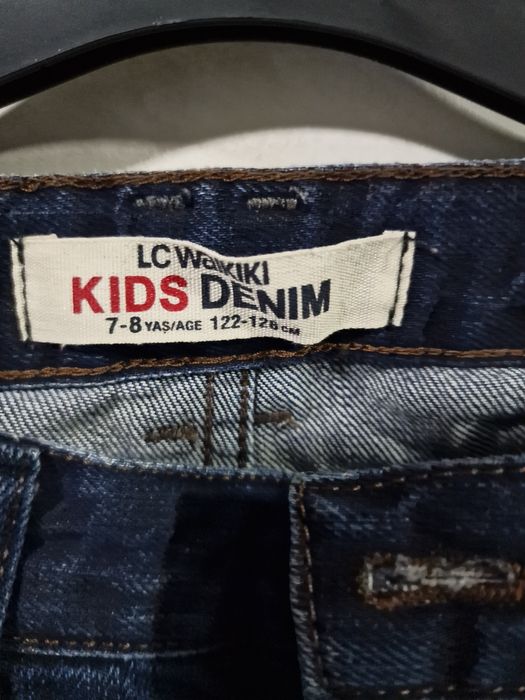 LC WaiKIKI
KIDS DENIM
7-8 YAŞ/AGE 122-128 CM